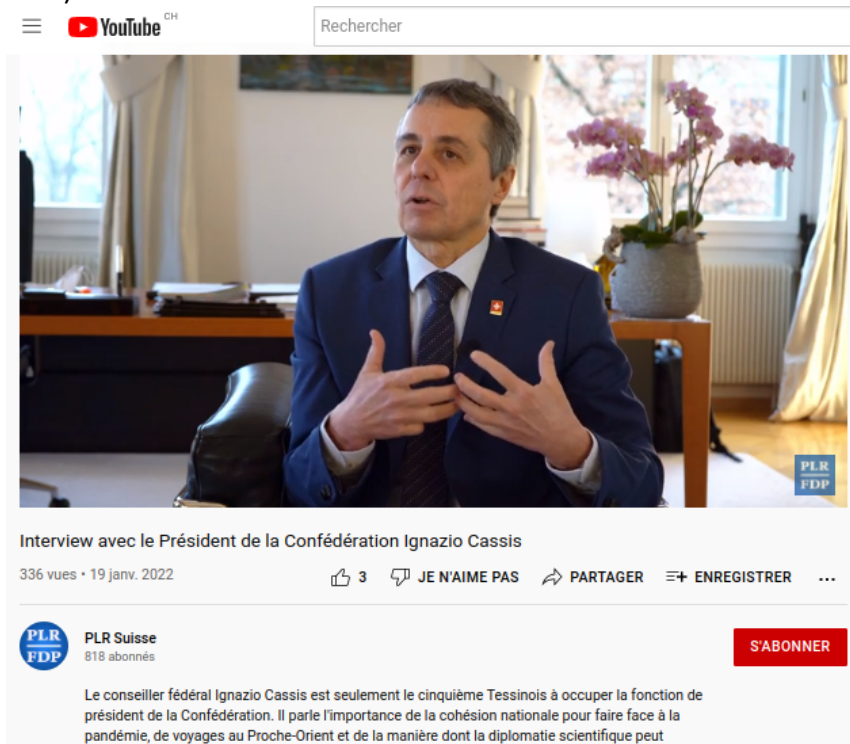 YouTube CH
Rechercher
PLR
FDP
Interview avec le Président de la Confédération Ignazio Cassis
336 vues • 19 janv. 2022
3 JE N'AIME PAS PARTAGER ENREGISTRER ...
PLR
FDP
PLR Suisse
818 abonnés
S'ABONNER
Le conseiller fédéral Ignazio Cassis est seulement le cinquième Tessinois à occuper la fonction de
président de la Confédération. Il parle l'importance de la cohésion nationale pour faire face à la
pandémie, de voyages au Proche-Orient et de la manière dont la diplomatie scientifique peut